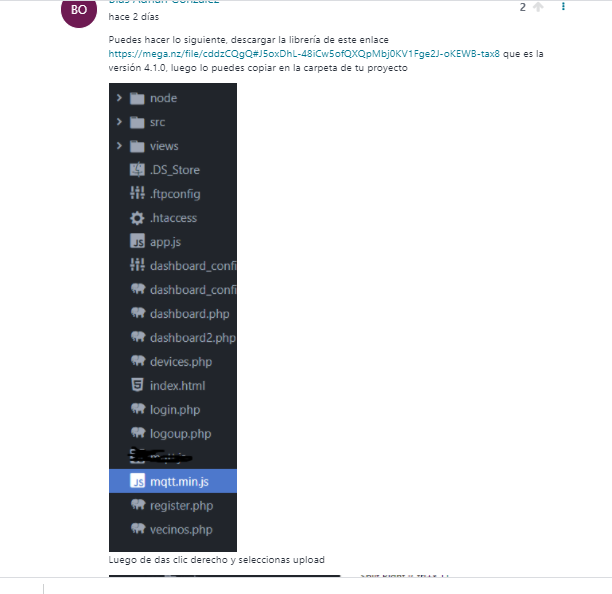 BO
2
hace 2 días
Puedes hacer lo siguiente, descargar la librería de este enlace
https://mega.nz/file/cddzCQgQ#J5oxDhL-48iCw5ofQXQpMbj0KV1Fge2J-oKEWB-tax8 que es la
versión 4.1.0, luego lo puedes copiar en la carpeta de tu proyecto
node
src
views
.DS_Store
.ftpconfig
.htaccess
JS app.js
dashboard_confi
dashboard_confi
dashboard.php
dashboard2.php
devices.php
index.html
login.php
logoup.php
JS mqtt.min.js
register.php
vecinos.php
Luego de das clic derecho y seleccionas upload